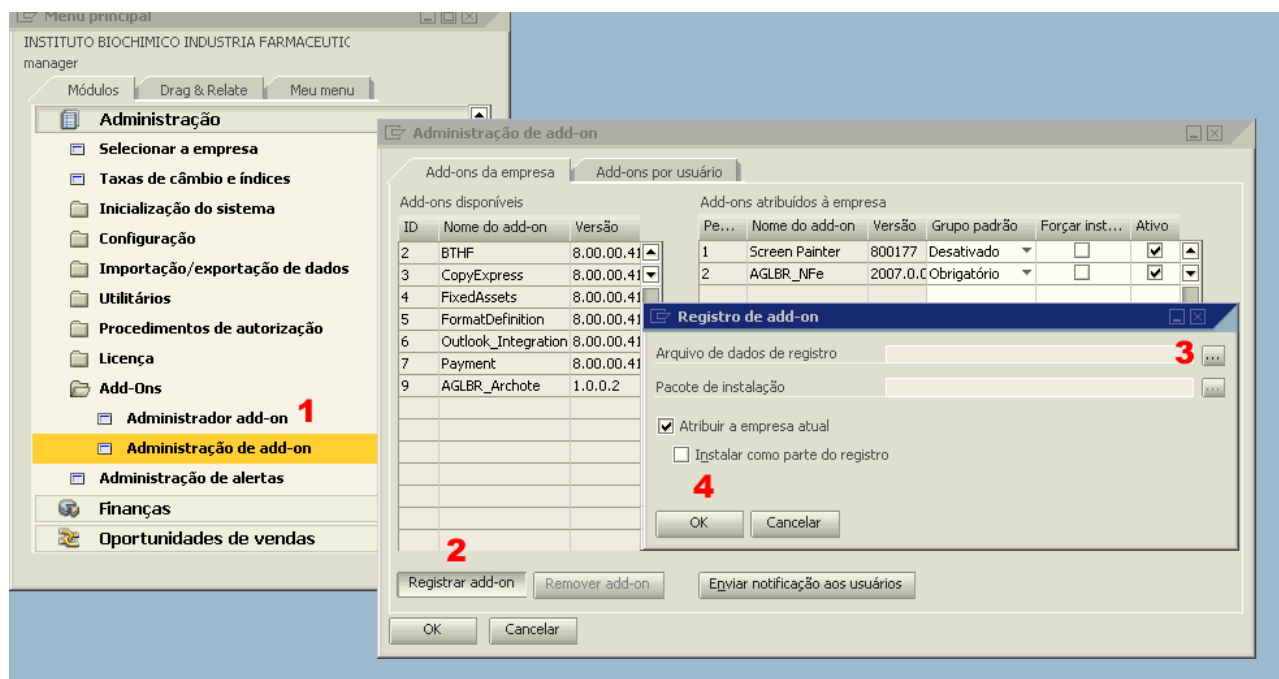 Menu principal
INSTITUTO BIOCHIMICO INDUSTRIA FARMACEUTIC
manager
Módulos Drag & Relate Meu menu
Administração
Selecionar a empresa
Taxas de câmbio e índices
Inicialização do sistema
Configuração
Importação/exportação de dados
Utilitários
Procedimentos de autorização
Licença
Add-Ons
Administrador add-on 1
Administração de add-on
Administração de alertas
Finanças
Oportunidades de vendas
Administração de add-on
Add-ons da empresa Add-ons por usuário
Add-ons disponíveis
ID Nome do add-on Versão
2 BTHF 8.00.00.41
3 CopyExpress 8.00.00.41
4 FixedAssets 8.00.00.41
5 FormatDefinition 8.00.00.41
6 Outlook_Integration 8.00.00.41
7 Payment 8.00.00.41
9 AGLBR_Archote 1.0.0.2
Add-ons atribuídos à empresa
Pe... Nome do add-on Versão Grupo padrão Forçar inst... Ativo
1 Screen Painter 800177 Desativado
2 AGLBR_NFe 2007.0.0 Obrigatório
Registro de add-on
Arquivo de dados de registro 3 ...
Pacote de instalação ...
Atribuir a empresa atual
Instalar como parte do registro
4
OK Cancelar
2
Registrar add-on Remover add-on Enviar notificação aos usuários
OK Cancelar